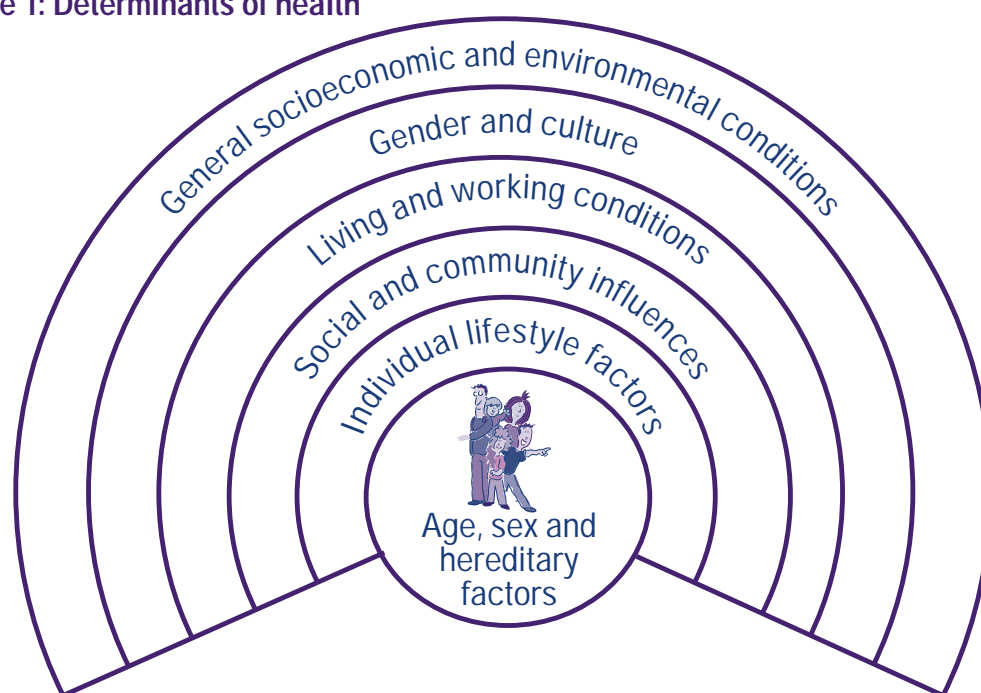 e 1: Determinants of health
General socioeconomic and environmental conditions
Gender and culture
Living and working conditions
Social and community influences
Individual lifestyle factors
Age, sex and
hereditary
factors